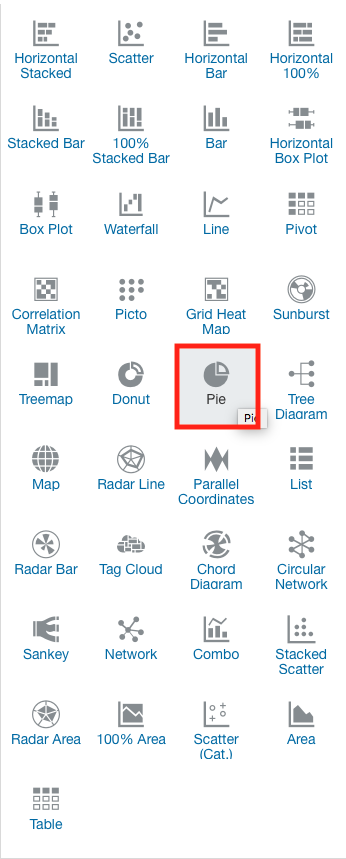 Horizontal
Stacked
Scatter
Horizontal
Bar
Horizontal
100%
Stacked Bar
100%
Stacked Bar
Bar
Horizontal
Box Plot
Box Plot
Waterfall
Line
Pivot
Correlation
Matrix
Picto
Grid Heat
Map
Sunburst
Treemap
Donut
Pie
Pie
Tree
Diagram
Map
Radar Line
Parallel
Coordinates
List
Radar Bar
Tag Cloud
Chord
Diagram
Circular
Network
Sankey
Network
Combo
Stacked
Scatter
Radar Area
100% Area
Scatter
(Cat.)
Area
Table